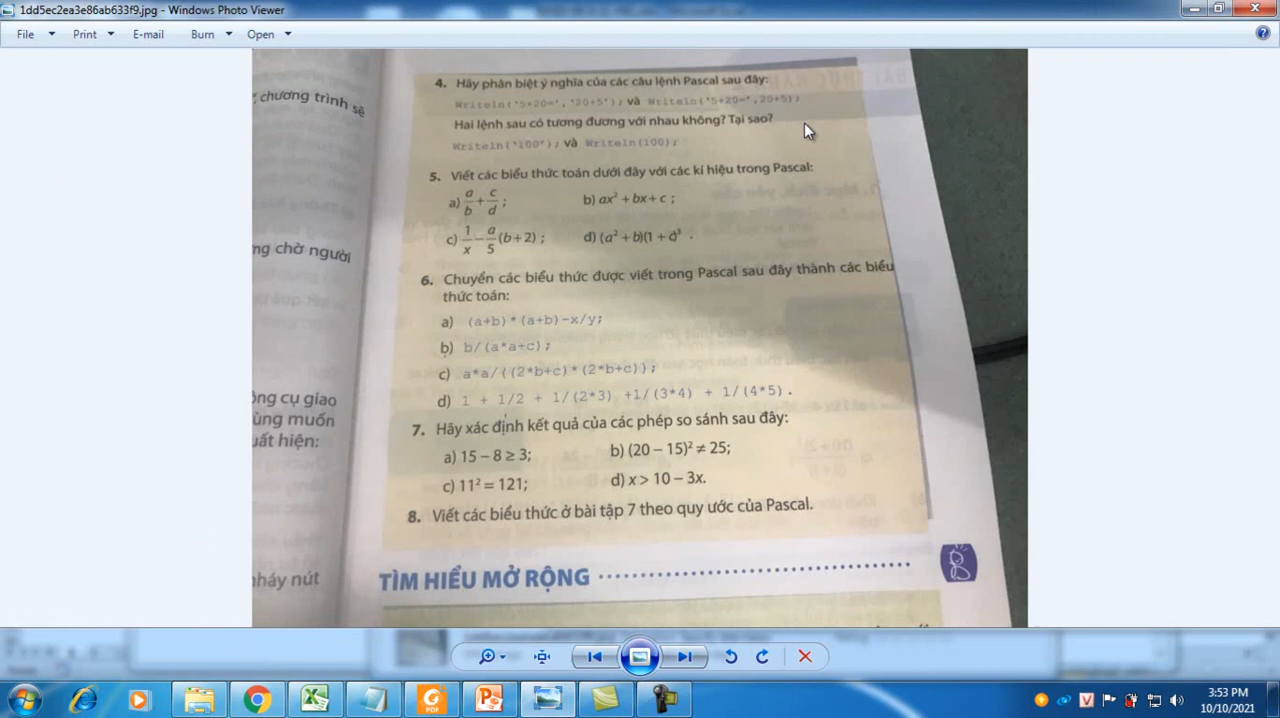 1dd5ec2ea3e86ab633f9.jpg - Windows Photo Viewer
File Print E-mail Burn Open
chương trình sẽ
ng chờ người
ông cụ giao
ùng muốn
uất hiện:
nháy nút
4. Hãy phân biệt ý nghĩa của các câu lệnh Pascal sau đây:
Writeln('5+20=','20+5'); và Writeln('5+20=',20+5);
Hai lệnh sau có tương đương với nhau không? Tại sao?
Writeln('100'); và Writeln(100);
5. Viết các biểu thức toán dưới đây với các kí hiệu trong Pascal:
a) a/b + c/d ; b) ax² + bx + c ;
c) 1/x − a/5 (b+2) ; d) (a² + b)(1 + c)³ .
6. Chuyển các biểu thức được viết trong Pascal sau đây thành các biểu
thức toán:
a) (a+b)*(a+b)-x/y;
b) b/(a*a+c);
c) a*a/((2*b+c)*(2*b+c));
d) 1 + 1/2 + 1/(2*3) +1/(3*4) + 1/(4*5).
7. Hãy xác định kết quả của các phép so sánh sau đây:
a) 15 − 8 ≥ 3; b) (20 − 15)² ≠ 25;
c) 11² = 121; d) x > 10 − 3x.
8. Viết các biểu thức ở bài tập 7 theo quy ước của Pascal.
TÌM HIỂU MỞ RỘNG
PDF
3:53 PM
10/10/2021